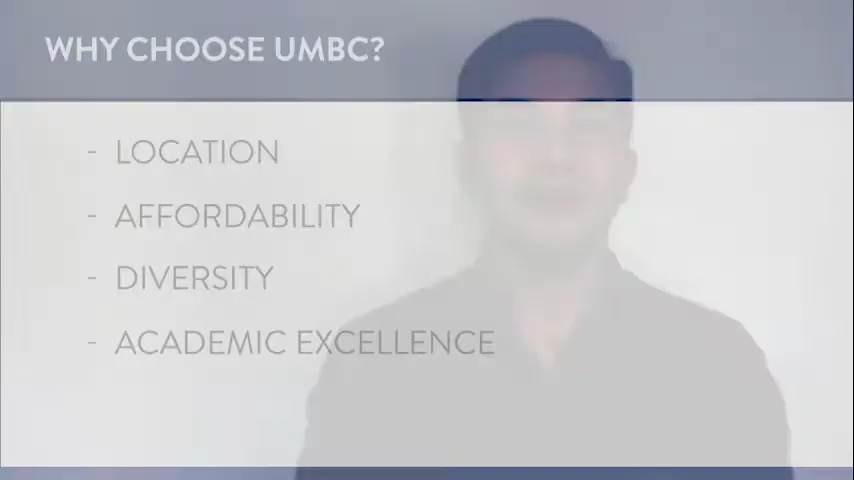 WHY CHOOSE UMBC?
- LOCATION
- AFFORDABILITY
- DIVERSITY
- ACADEMIC EXCELLENCE